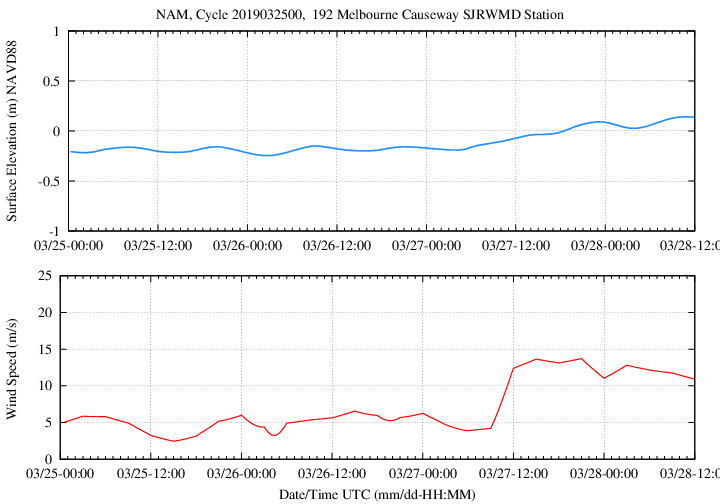 NAM, Cycle 2019032500,  192 Melbourne Causeway SJRWMD Station
Surface Elevation (m) NAVD88
1
0.5
0
-0.5
-1
03/25-00:00 03/25-12:00 03/26-00:00 03/26-12:00 03/27-00:00 03/27-12:00 03/28-00:00 03/28-12:0
Wind Speed (m/s)
25
20
15
10
5
0
03/25-00:00 03/25-12:00 03/26-00:00 03/26-12:00 03/27-00:00 03/27-12:00 03/28-00:00 03/28-12:0
Date/Time UTC (mm/dd-HH:MM)